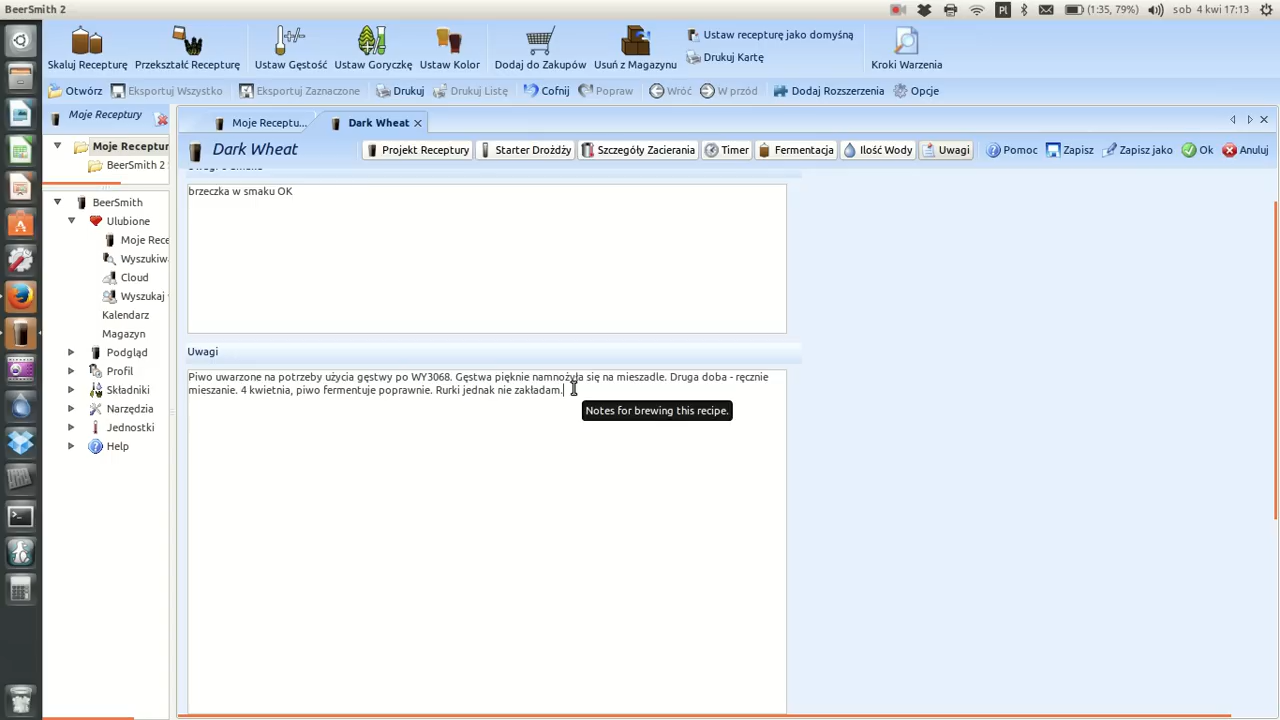 BeerSmith 2
Pl
(1:35, 79%)
sob 4 kwi 17:13
Skaluj Recepturę
Przekształć Recepturę
Ustaw Gęstość
Ustaw Goryczkę
Ustaw Kolor
Dodaj do Zakupów
Usuń z Magazynu
Ustaw recepturę jako domyśną
Drukuj Kartę
Kroki Warzenia
Otwórz
Eksportuj Wszystko
Eksportuj Zaznaczone
Drukuj
Drukuj Listę
Cofnij
Popraw
Wróć
W przód
Dodaj Rozszerzenia
Opcje
Moje Receptury
Moje Receptu...
Dark Wheat
Moje Receptur
BeerSmith 2
Dark Wheat
Projekt Receptury
Starter Drożdży
Szczegóły Zacierania
Timer
Fermentacja
Ilość Wody
Uwagi
Pomoc
Zapisz
Zapisz jako
Ok
Anuluj
brzeczka w smaku OK
BeerSmith
Ulubione
Moje Rece
Wyszukiw
Cloud
Wyszukaj
Kalendarz
Magazyn
Podgląd
Profil
Składniki
Narzędzia
Jednostki
Help
Uwagi
Piwo uwarzone na potrzeby użycia gęstwy po WY3068. Gęstwa pięknie namnożyła się na mieszadle. Druga doba - ręcznie
mieszanie. 4 kwietnia, piwo fermentuje poprawnie. Rurki jednak nie zakładam.
Notes for brewing this recipe.